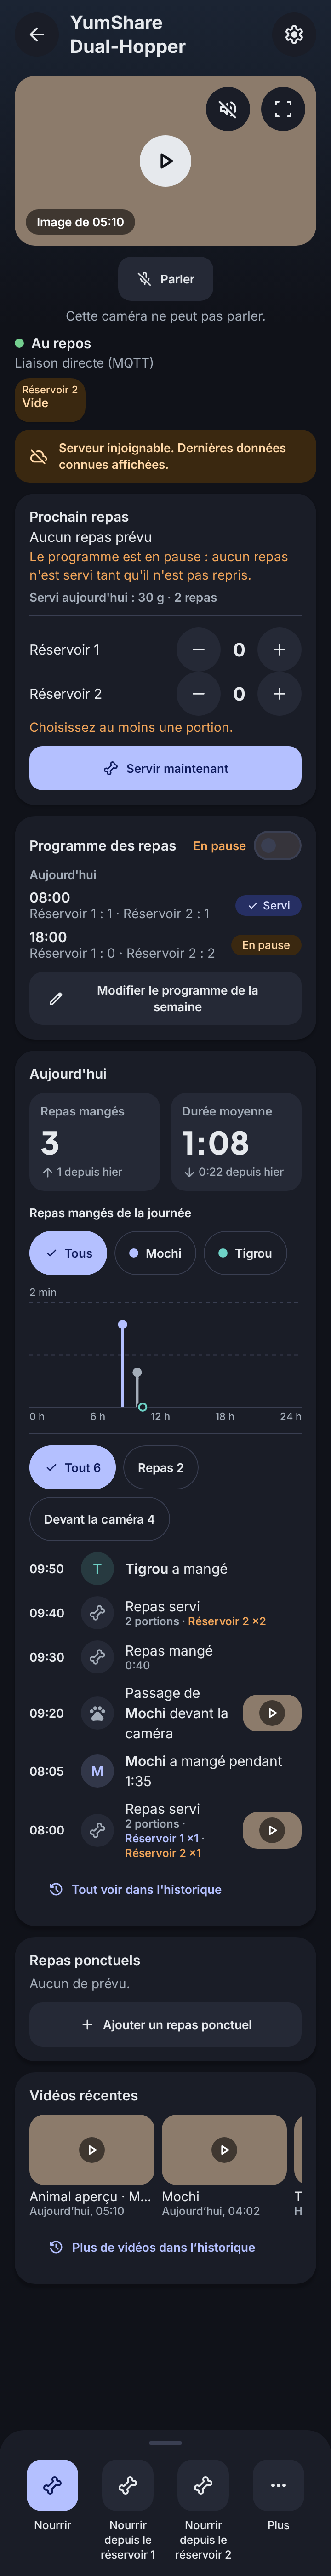 YumShare
Dual-Hopper
Image de 05:10
Parler
Cette caméra ne peut pas parler.
Au repos
Liaison directe (MQTT)
Réservoir 2
Vide
Serveur injoignable. Dernières données
connues affichées.
Prochain repas
Aucun repas prévu
Le programme est en pause : aucun repas
n'est servi tant qu'il n'est pas repris.
Servi aujourd'hui : 30 g · 2 repas
Réservoir 1
0
Réservoir 2
0
Choisissez au moins une portion.
Servir maintenant
Programme des repas
En pause
Aujourd'hui
08:00
Réservoir 1 : 1 · Réservoir 2 : 1
Servi
18:00
Réservoir 1 : 0 · Réservoir 2 : 2
En pause
Modifier le programme de la
semaine
Aujourd'hui
Repas mangés
3
1 depuis hier
Durée moyenne
1:08
0:22 depuis hier
Repas mangés de la journée
Tous
Mochi
Tigrou
2 min
0 h 6 h 12 h 18 h 24 h
Tout 6
Repas 2
Devant la caméra 4
09:50
T
Tigrou a mangé
09:40
Repas servi
2 portions · Réservoir 2 ×2
09:30
Repas mangé
0:40
09:20
Passage de
Mochi devant la
caméra
08:05
M
Mochi a mangé pendant
1:35
08:00
Repas servi
2 portions ·
Réservoir 1 ×1 ·
Réservoir 2 ×1
Tout voir dans l'historique
Repas ponctuels
Aucun de prévu.
Ajouter un repas ponctuel
Vidéos récentes
Animal aperçu · M…
Aujourd'hui, 05:10
Mochi
Aujourd'hui, 04:02
T
H
Plus de vidéos dans l’historique
Nourrir
Nourrir
depuis le
réservoir 1
Nourrir
depuis le
réservoir 2
Plus